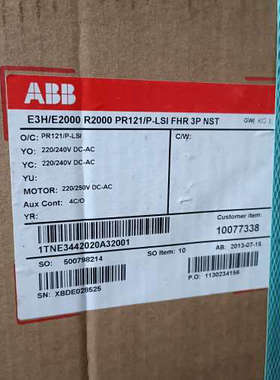 ABB
E3H/E2000 R2000 PR121/P-LSI FHR 3P NST
GW( KG ):
O/C: PR121/P-LSI
C/W:
YO: 220/240V DC-AC
YC: 220/240V DC-AC
YU:
MOTOR: 220/250V DC-AC
Aux Cont: 4C/O
YR:
Customer item:
1TNE3442020A32001
10077338
SO: 500798214
SO Item: 10
AB. 2013-07-15
SN: XBDE028525
P.O: 1130234156